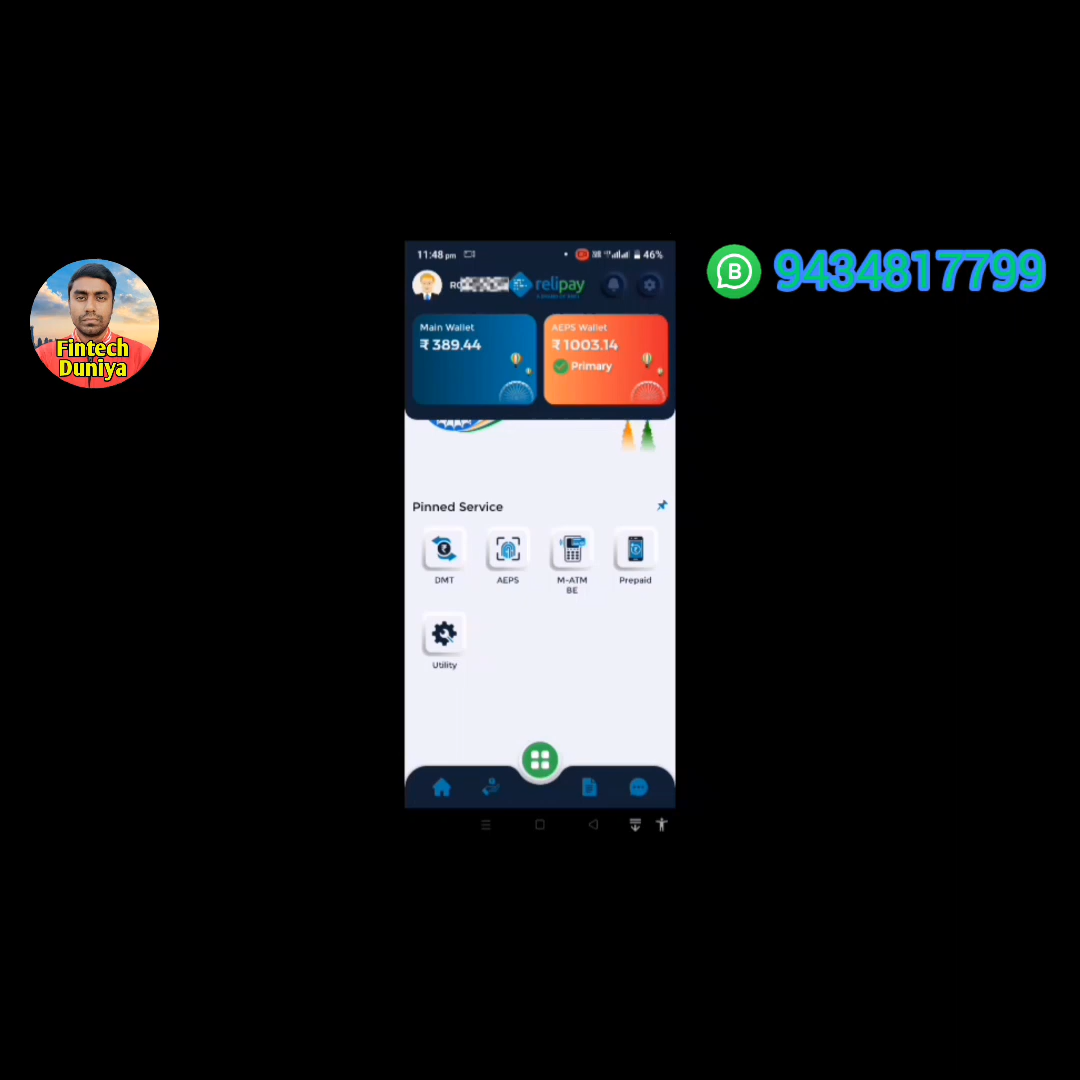 9434817799
Fintech
Duniya
11:48 pm
46%
relipay
Main Wallet
₹ 389.44
AEPS Wallet
₹ 1003.14
Primary
Pinned Service
DMT
AEPS
M-ATM
BE
Prepaid
Utility